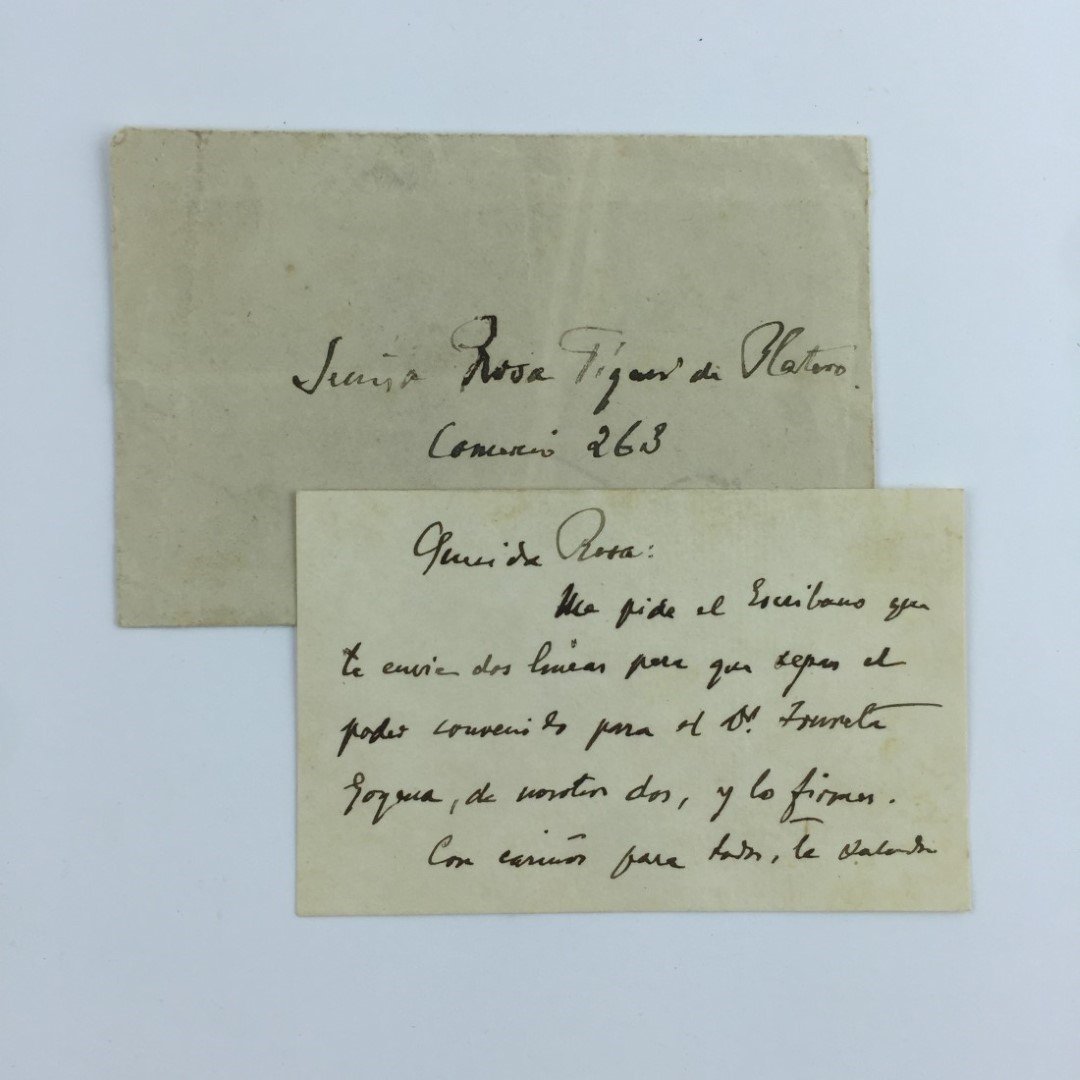 Señora Rosa Figari de Platero.
Comercio 263
Querida Rosa:
Me pide el Escribano que
te envíe dos líneas para que sepas el
poder convenido para el Dr. Irureta
Goyena, de nosotros dos, y lo firmes.
Con cariños para todos, te saluda